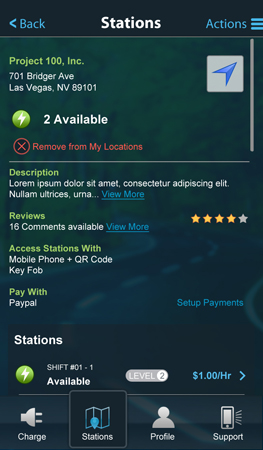 Back
Stations
Actions
Project 100, Inc.
701 Bridger Ave
Las Vegas, NV 89101
2 Available
Remove from My Locations
Description
Lorem ipsum dolor sit amet, consectetur adipiscing elit.
Nullam ultrices, urna... View More
Reviews
16 Comments available View More
Access Stations With
Mobile Phone + QR Code
Key Fob
Pay With
Paypal
Setup Payments
Stations
SHIFT #01 - 1
Available
LEVEL 2
$1.00/Hr
Charge
Stations
Profile
Support